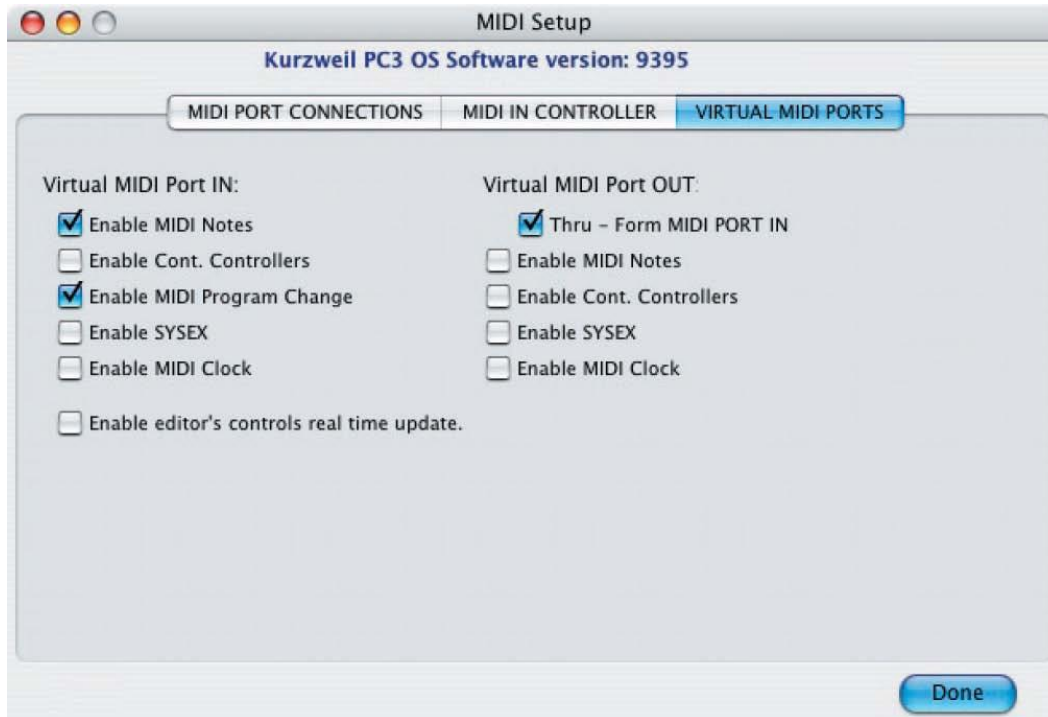 MIDI Setup
Kurzweil PC3 OS Software version: 9395
MIDI PORT CONNECTIONS
MIDI IN CONTROLLER
VIRTUAL MIDI PORTS
Virtual MIDI Port IN:
Enable MIDI Notes
Enable Cont. Controllers
Enable MIDI Program Change
Enable SYSEX
Enable MIDI Clock
Enable editor's controls real time update.
Virtual MIDI Port OUT:
Thru - Form MIDI PORT IN
Enable MIDI Notes
Enable Cont. Controllers
Enable SYSEX
Enable MIDI Clock
Done